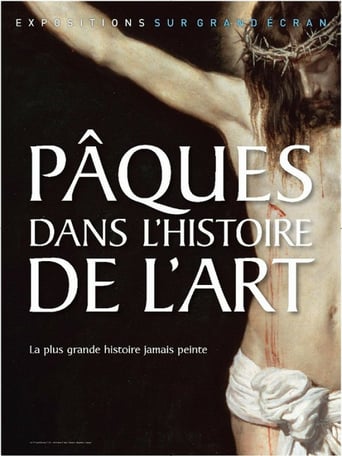 EXPOSITIONS SUR GRAND ÉCRAN
PÂQUES
DANS L'HISTOIRE
DE L'ART
La plus grande histoire jamais peinte